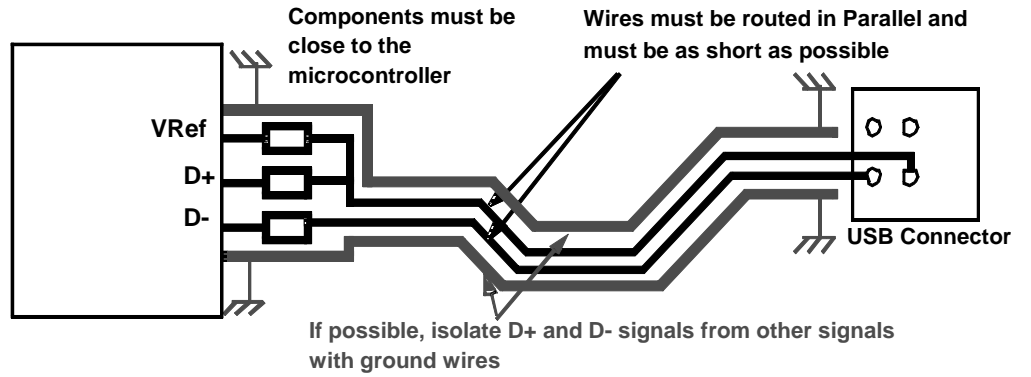 Components must be
close to the
microcontroller
Wires must be routed in Parallel and
must be as short as possible
VRef
D+
D-
USB Connector
If possible, isolate D+ and D- signals from other signals
with ground wires